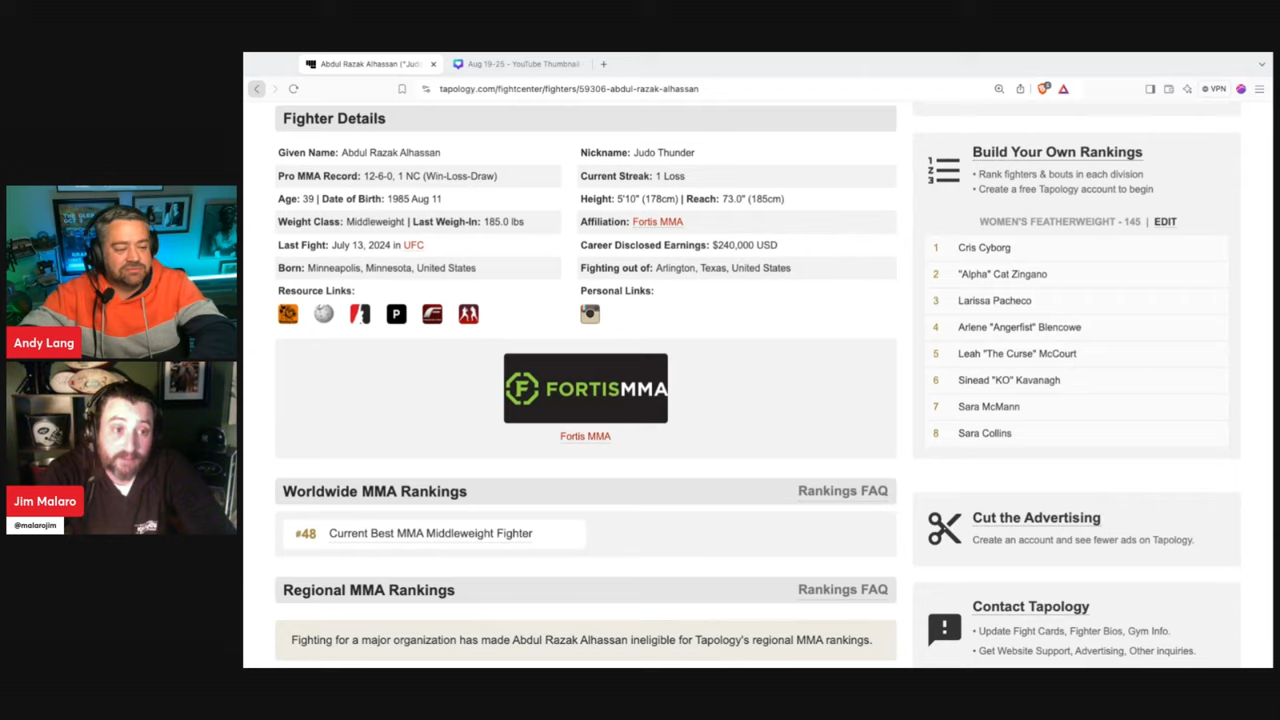 Abdul Razak Alhassan ("Judo
Aug 19-25 - YouTube Thumbnail
tapology.com/fightcenter/fighters/59306-abdul-razak-alhassan
VPN
Fighter Details
Given Name: Abdul Razak Alhassan
Nickname: Judo Thunder
Pro MMA Record: 12-6-0, 1 NC (Win-Loss-Draw)
Current Streak: 1 Loss
Age: 39 | Date of Birth: 1985 Aug 11
Height: 5'10" (178cm) | Reach: 73.0" (185cm)
Weight Class: Middleweight | Last Weigh-In: 185.0 lbs
Affiliation: Fortis MMA
Last Fight: July 13, 2024 in UFC
Career Disclosed Earnings: $240,000 USD
Born: Minneapolis, Minnesota, United States
Fighting out of: Arlington, Texas, United States
Resource Links:
Personal Links:
P
F FORTISMMA
Fortis MMA
Worldwide MMA Rankings
Rankings FAQ
#48 Current Best MMA Middleweight Fighter
Regional MMA Rankings
Rankings FAQ
Fighting for a major organization has made Abdul Razak Alhassan ineligible for Tapology's regional MMA rankings.
1
2
3
Build Your Own Rankings
• Rank fighters & bouts in each division
• Create a free Tapology account to begin
WOMEN'S FEATHERWEIGHT - 145 | EDIT
1 Cris Cyborg
2 "Alpha" Cat Zingano
3 Larissa Pacheco
4 Arlene "Angerfist" Blencowe
5 Leah "The Curse" McCourt
6 Sinead "KO" Kavanagh
7 Sara McMann
8 Sara Collins
Cut the Advertising
Create an account and see fewer ads on Tapology.
Contact Tapology
• Update Fight Cards, Fighter Bios, Gym Info.
• Get Website Support, Advertising, Other inquiries.
Andy Lang
Jim Malaro
@malarojim